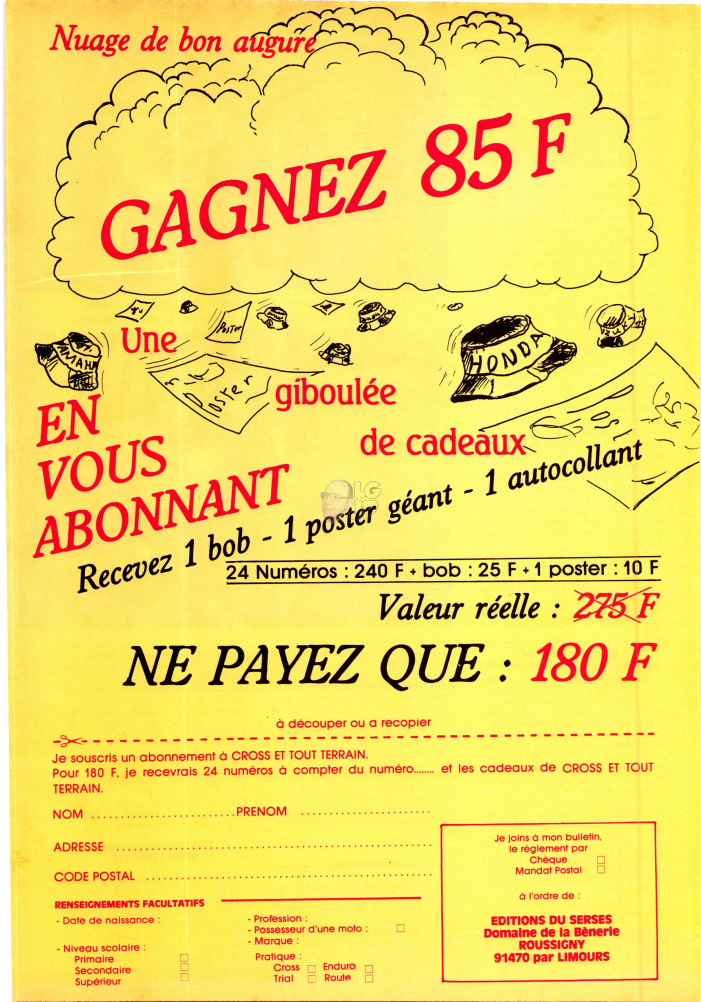 Nuage de bon augure
GAGNEZ 85 F
Poster
Une
YAMAHA
HONDA
Poster
giboulée
de cadeaux
EN
VOUS
ABONNANT
Recevez 1 bob - 1 poster géant - 1 autocollant
24 Numéros : 240 F + bob : 25 F + 1 poster : 10 F
Valeur réelle : 275 F
NE PAYEZ QUE : 180 F
à découper ou a recopier
Je souscris un abonnement à CROSS ET TOUT TERRAIN.
Pour 180 F, je recevrais 24 numéros à compter du numéro........ et les cadeaux de CROSS ET TOUT
TERRAIN.
NOM ........................PRENOM ......................
ADRESSE ......................................................
CODE POSTAL ................................................
RENSEIGNEMENTS FACULTATIFS
- Date de naissance :
- Niveau scolaire :
Primaire
Secondaire
Supérieur
- Profession :
- Possesseur d'une moto :
- Marque :
Pratique :
Cross Enduro
Trial Route
Je joins à mon bulletin,
le règlement par
Chèque
Mandat Postal
à l'ordre de :
EDITIONS DU SERSES
Domaine de la Bènerie
ROUSSIGNY
91470 par LIMOURS